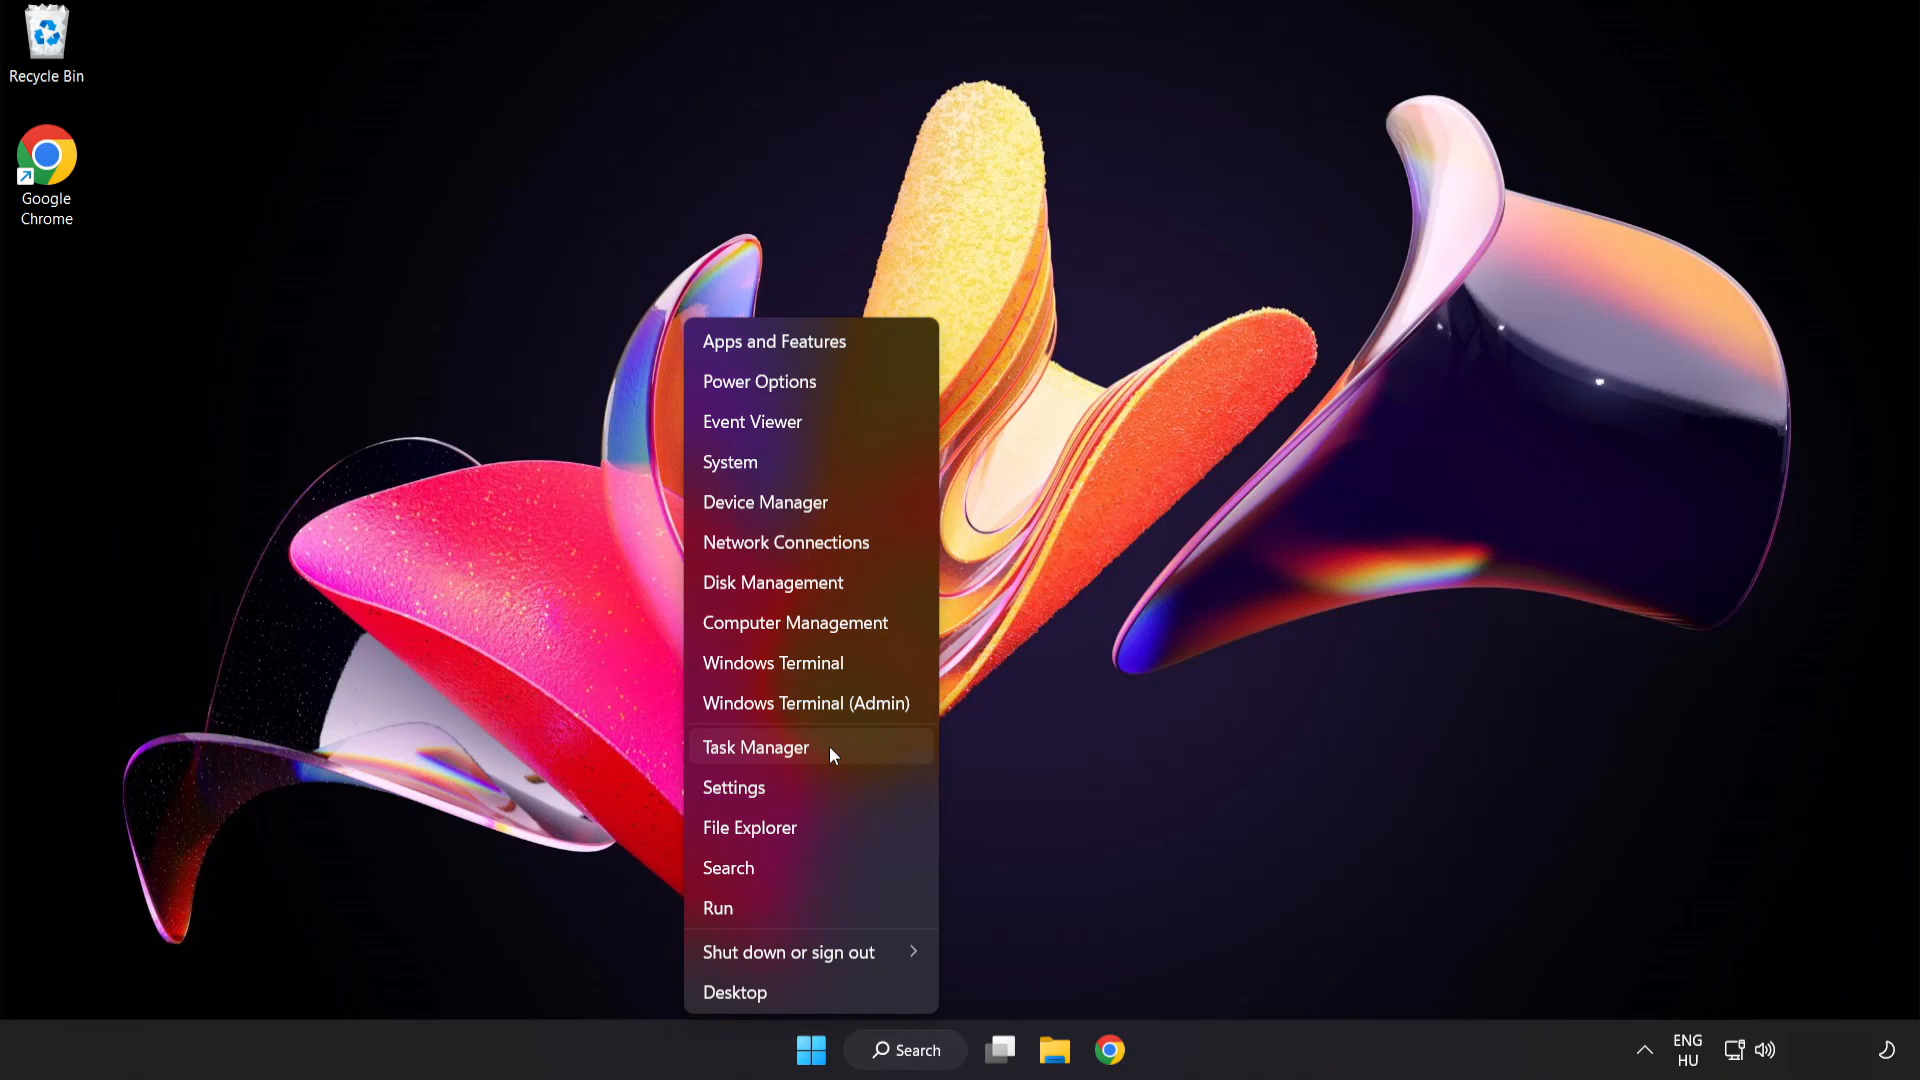 Recycle Bin
Google
Chrome
Apps and Features
Power Options
Event Viewer
System
Device Manager
Network Connections
Disk Management
Computer Management
Windows Terminal
Windows Terminal (Admin)
Task Manager
Settings
File Explorer
Search
Run
Shut down or sign out
Desktop
Search
ENG
HU